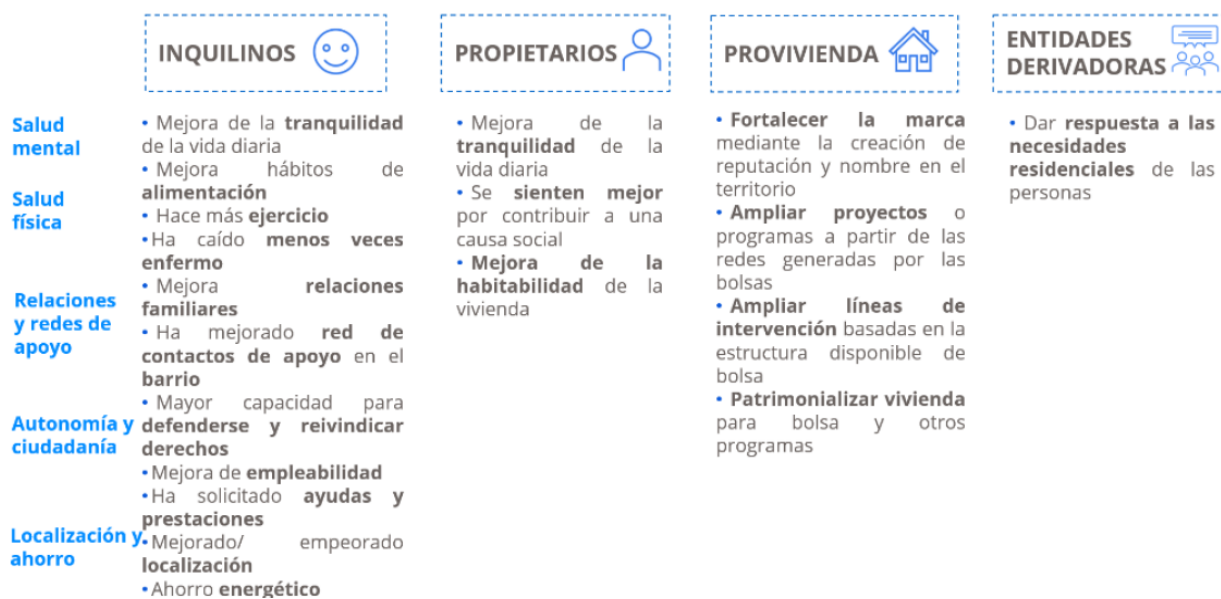 INQUILINOS
PROPIETARIOS
PROVIVIENDA
ENTIDADES
DERIVADORAS
Salud
mental
Salud
física
Relaciones
y redes de
apoyo
Autonomía y
ciudadanía
Localización y
ahorro
• Mejora de la tranquilidad
de la vida diaria
• Mejora hábitos de
alimentación
• Hace más ejercicio
• Ha caído menos veces
enfermo
• Mejora relaciones
familiares
• Ha mejorado red de
contactos de apoyo en el
barrio
• Mayor capacidad para
defenderse y reivindicar
derechos
• Mejora de empleabilidad
• Ha solicitado ayudas y
prestaciones
• Mejorado/ empeorado
localización
• Ahorro energético
• Mejora de la
tranquilidad de la
vida diaria
• Se sienten mejor
por contribuir a una
causa social
• Mejora de la
habitabilidad de la
vivienda
• Fortalecer la marca
mediante la creación de
reputación y nombre en el
territorio
• Ampliar proyectos o
programas a partir de las
redes generadas por las
bolsas
• Ampliar líneas de
intervención basadas en la
estructura disponible de
bolsa
• Patrimonializar vivienda
para bolsa y otros
programas
• Dar respuesta a las
necesidades
residenciales de las
personas